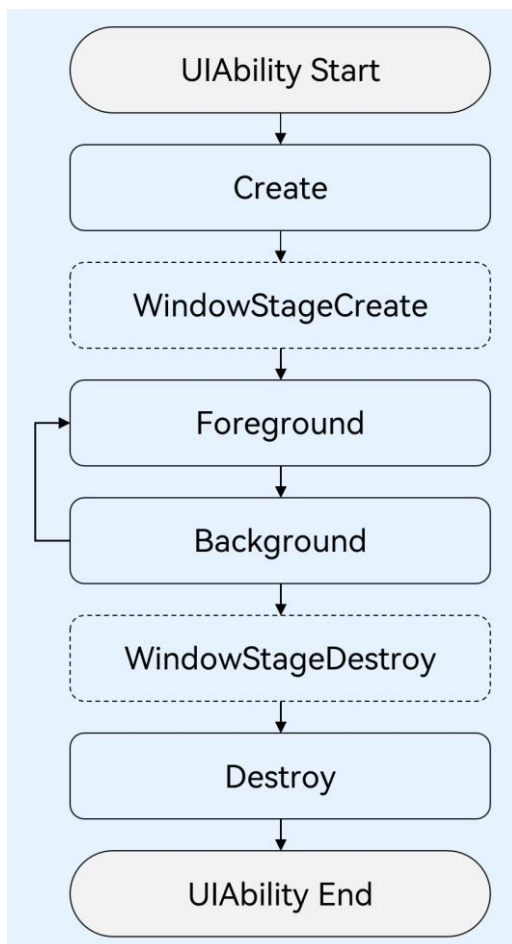 UIAbility Start
Create
WindowStageCreate
Foreground
Background
WindowStageDestroy
Destroy
UIAbility End